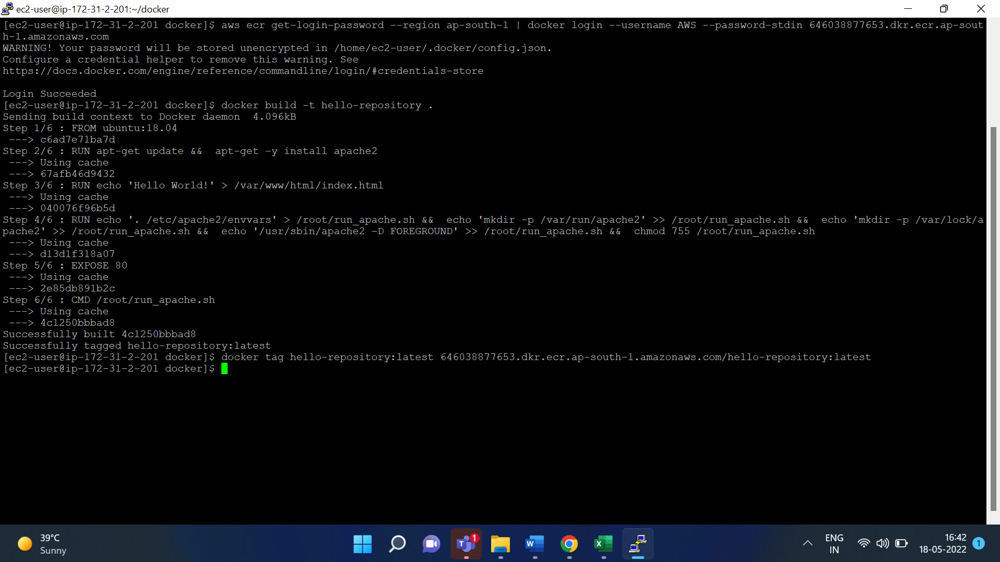 ec2-user@ip-172-31-2-201:~/docker
[ec2-user@ip-172-31-2-201 docker]$ aws ecr get-login-password --region ap-south-1 | docker login --username AWS --password-stdin 646038877653.dkr.ecr.ap-sout
h-1.amazonaws.com
WARNING! Your password will be stored unencrypted in /home/ec2-user/.docker/config.json.
Configure a credential helper to remove this warning. See
https://docs.docker.com/engine/reference/commandline/login/#credentials-store
Login Succeeded
[ec2-user@ip-172-31-2-201 docker]$ docker build -t hello-repository .
Sending build context to Docker daemon  4.096kB
Step 1/6 : FROM ubuntu:18.04
 ---> c6ad7e71ba7d
Step 2/6 : RUN apt-get update &&  apt-get -y install apache2
 ---> Using cache
 ---> 67afb46d9432
Step 3/6 : RUN echo 'Hello World!' > /var/www/html/index.html
 ---> Using cache
 ---> 040076f96b5d
Step 4/6 : RUN echo '. /etc/apache2/envvars' > /root/run_apache.sh &&  echo 'mkdir -p /var/run/apache2' >> /root/run_apache.sh &&  echo 'mkdir -p /var/lock/a
pache2' >> /root/run_apache.sh &&  echo '/usr/sbin/apache2 -D FOREGROUND' >> /root/run_apache.sh &&  chmod 755 /root/run_apache.sh
 ---> Using cache
 ---> d13d1f318a07
Step 5/6 : EXPOSE 80
 ---> Using cache
 ---> 2e85db891b2c
Step 6/6 : CMD /root/run_apache.sh
 ---> Using cache
 ---> 4c1250bbbad8
Successfully built 4c1250bbbad8
Successfully tagged hello-repository:latest
[ec2-user@ip-172-31-2-201 docker]$ docker tag hello-repository:latest 646038877653.dkr.ecr.ap-south-1.amazonaws.com/hello-repository:latest
[ec2-user@ip-172-31-2-201 docker]$
39°C
Sunny
T
1
W
X
ENG
IN
16:42
18-05-2022
1